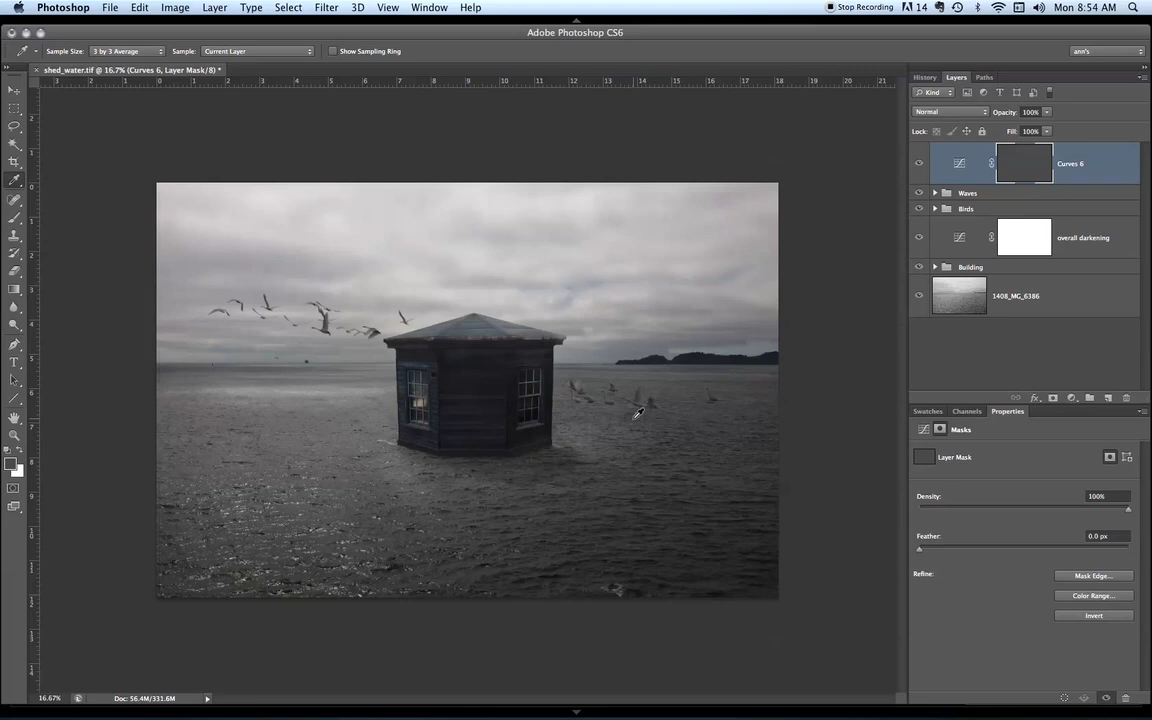 Photoshop File Edit Image Layer Type Select Filter 3D View Window Help
Stop Recording 14 Mon 8:54 AM
Adobe Photoshop CS6
Sample Size: 3 by 3 Average Sample: Current Layer Show Sampling Ring ann's
shed_water.tif @ 16.7% (Curves 6, Layer Mask/8) *
History Layers Paths
Kind
Normal Opacity: 100%
Lock: Fill: 100%
Curves 6
Waves
Birds
overall darkening
Building
1408_MG_6386
Swatches Channels Properties
Masks
Layer Mask
Density: 100%
Feather: 0.0 px
Refine: Mask Edge...
Color Range...
Invert
16.67% Doc: 56.4M/331.6M